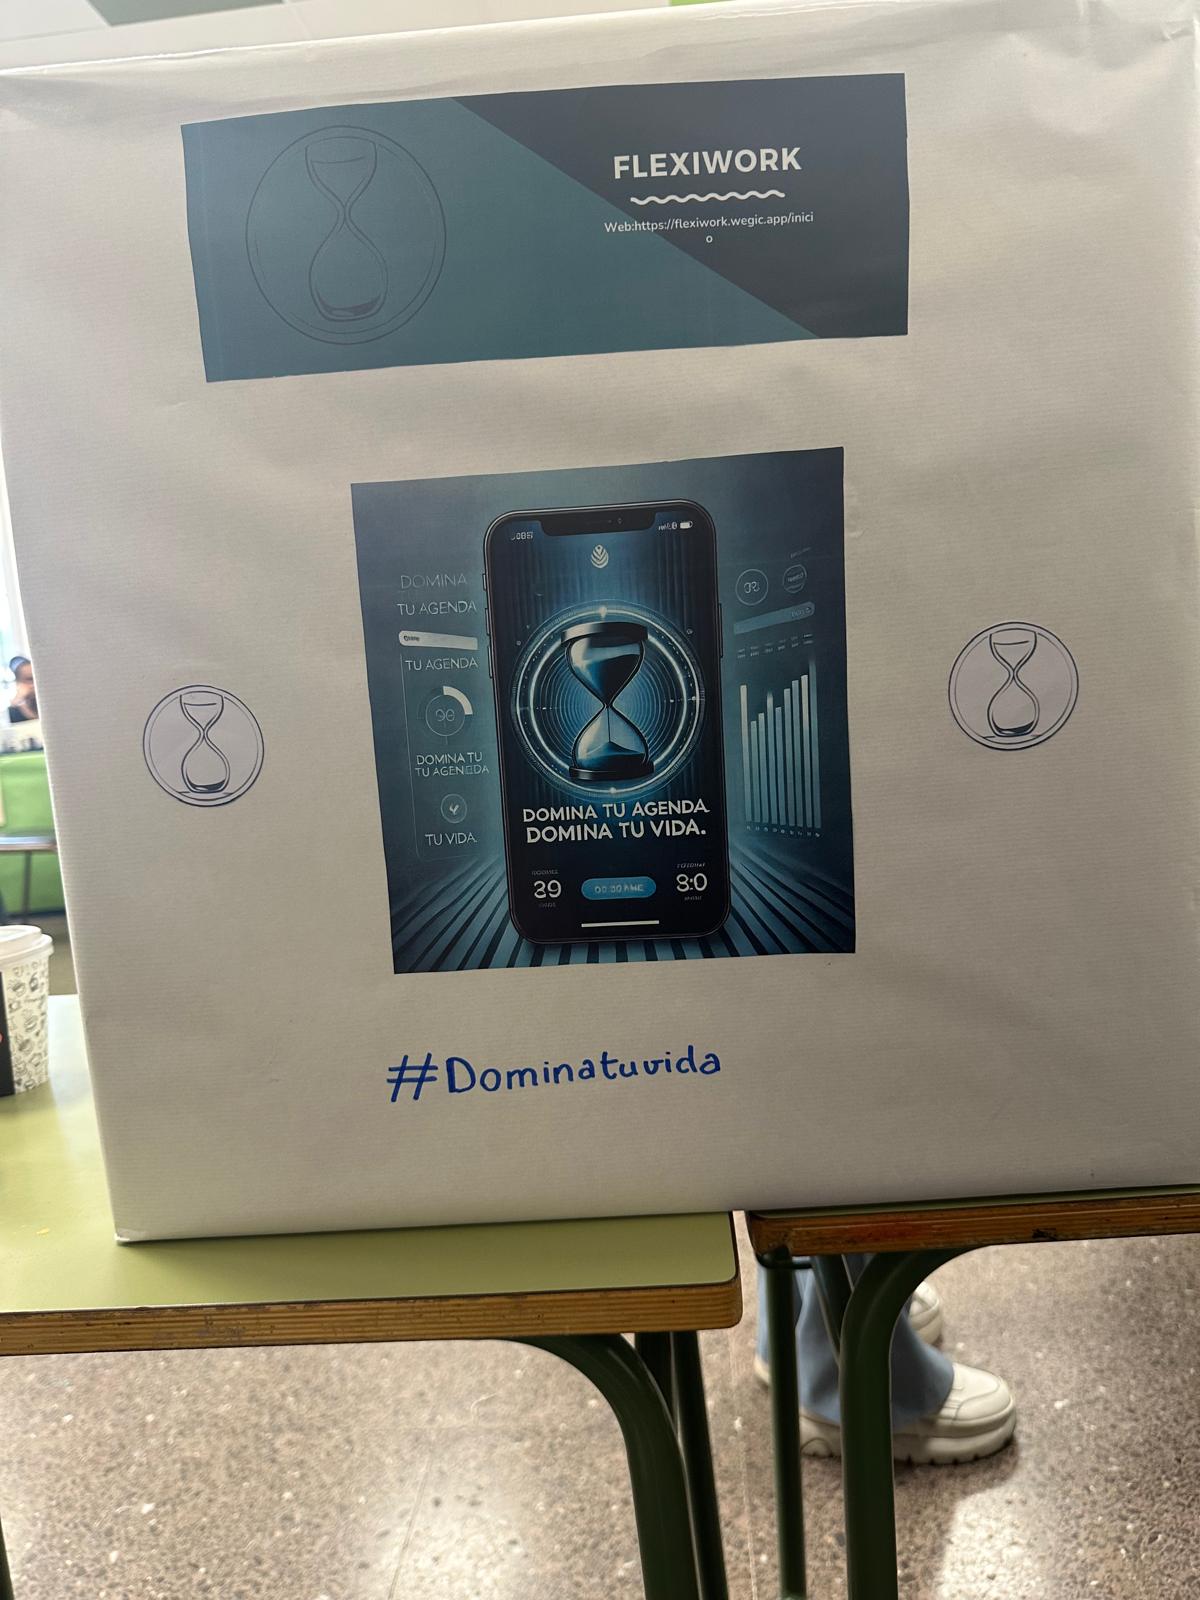 FLEXIWORK
Web:https://flexiwork.wegic.app/inici
o
DOMINA
TU AGENDA
TU AGENDA
DOMINA TU
TU VIDA
DOMINA TU AGENDA.
DOMINA TU VIDA.
39
8:0
#Dominatuvida